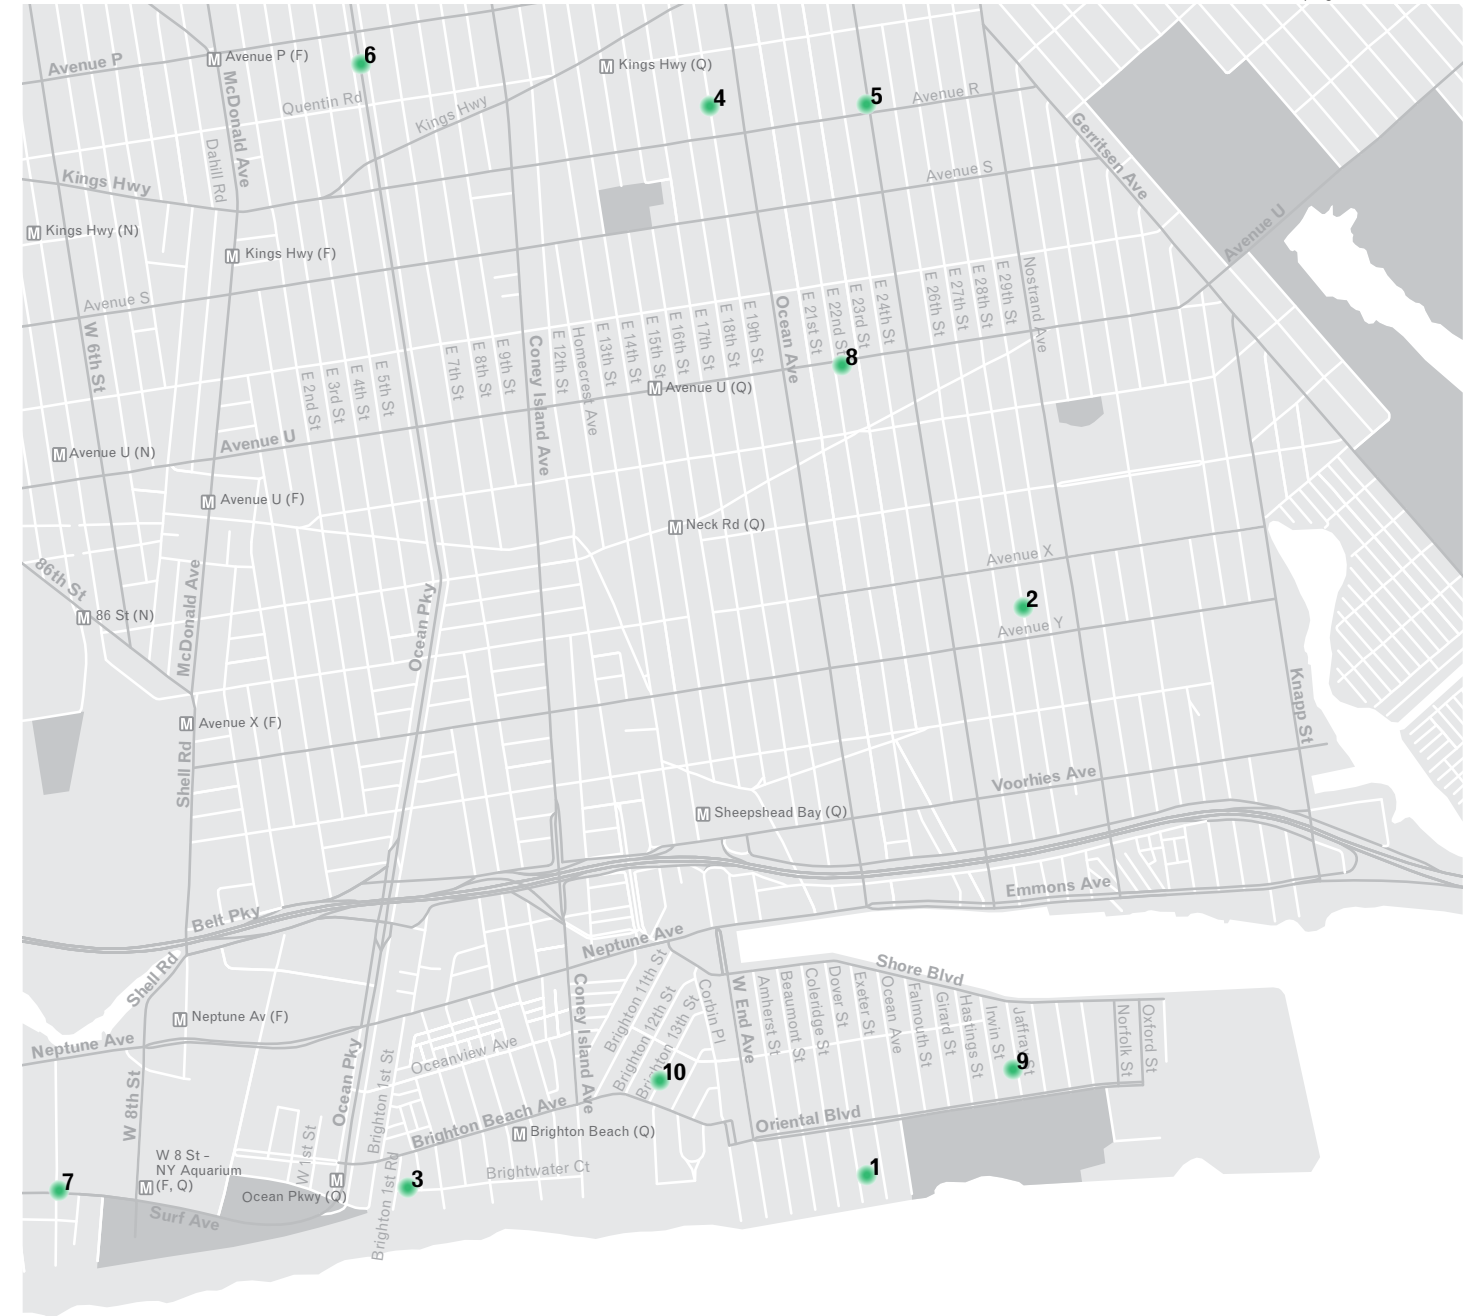 6
M Avenue P (F)
M Kings Hwy (Q)
Avenue P
4
5
Avenue R
Quentin Rd
McDonald Ave
Kings Hwy
Gerritsen Ave
Dahill Rd
Avenue S
Kings Hwy
M Kings Hwy (N)
Avenue U
M Kings Hwy (F)
Avenue S
W 6th St
E 2nd St
E 3rd St
E 4th St
E 5th St
E 7th St
E 8th St
E 9th St
Coney Island Ave
E 12th St
Homecrest Ave
E 13th St
E 14th St
E 15th St
E 16th St
E 17th St
E 18th St
E 19th St
Ocean Ave
E 21st St
E 22nd St
E 23rd St
E 24th St
E 26th St
E 27th St
E 28th St
E 29th St
Nostrand Ave
8
M Avenue U (Q)
Avenue U
M Avenue U (N)
M Avenue U (F)
M Neck Rd (Q)
Avenue X
86th St
2
M 86 St (N)
McDonald Ave
Ocean Pky
Avenue Y
Knapp St
M Avenue X (F)
Shell Rd
Voorhies Ave
M Sheepshead Bay (Q)
Emmons Ave
Belt Pky
Neptune Ave
Shell Rd
Shore Blvd
Coney Island Ave
Brighton 11th St
Brighton 12th St
Brighton 13th St
Corbin Pl
W End Ave
Amherst St
Beaumont St
Coleridge St
Dover St
Exeter St
Ocean Ave
Falmouth St
Girard St
Hastings St
Irwin St
Jaffray St
Norfolk St
Oxford St
M Neptune Av (F)
Neptune Ave
Oceanview Ave
9
10
W 8th St
Ocean Pky
Brighton 1st St
Brighton Beach Ave
Oriental Blvd
M Brighton Beach (Q)
W 1st St
W 8 St -
NY Aquarium
M (F, Q)
Brightwater Ct
1
7
3
M
Ocean Pkwy (Q)
Surf Ave
Brighton 1st Rd